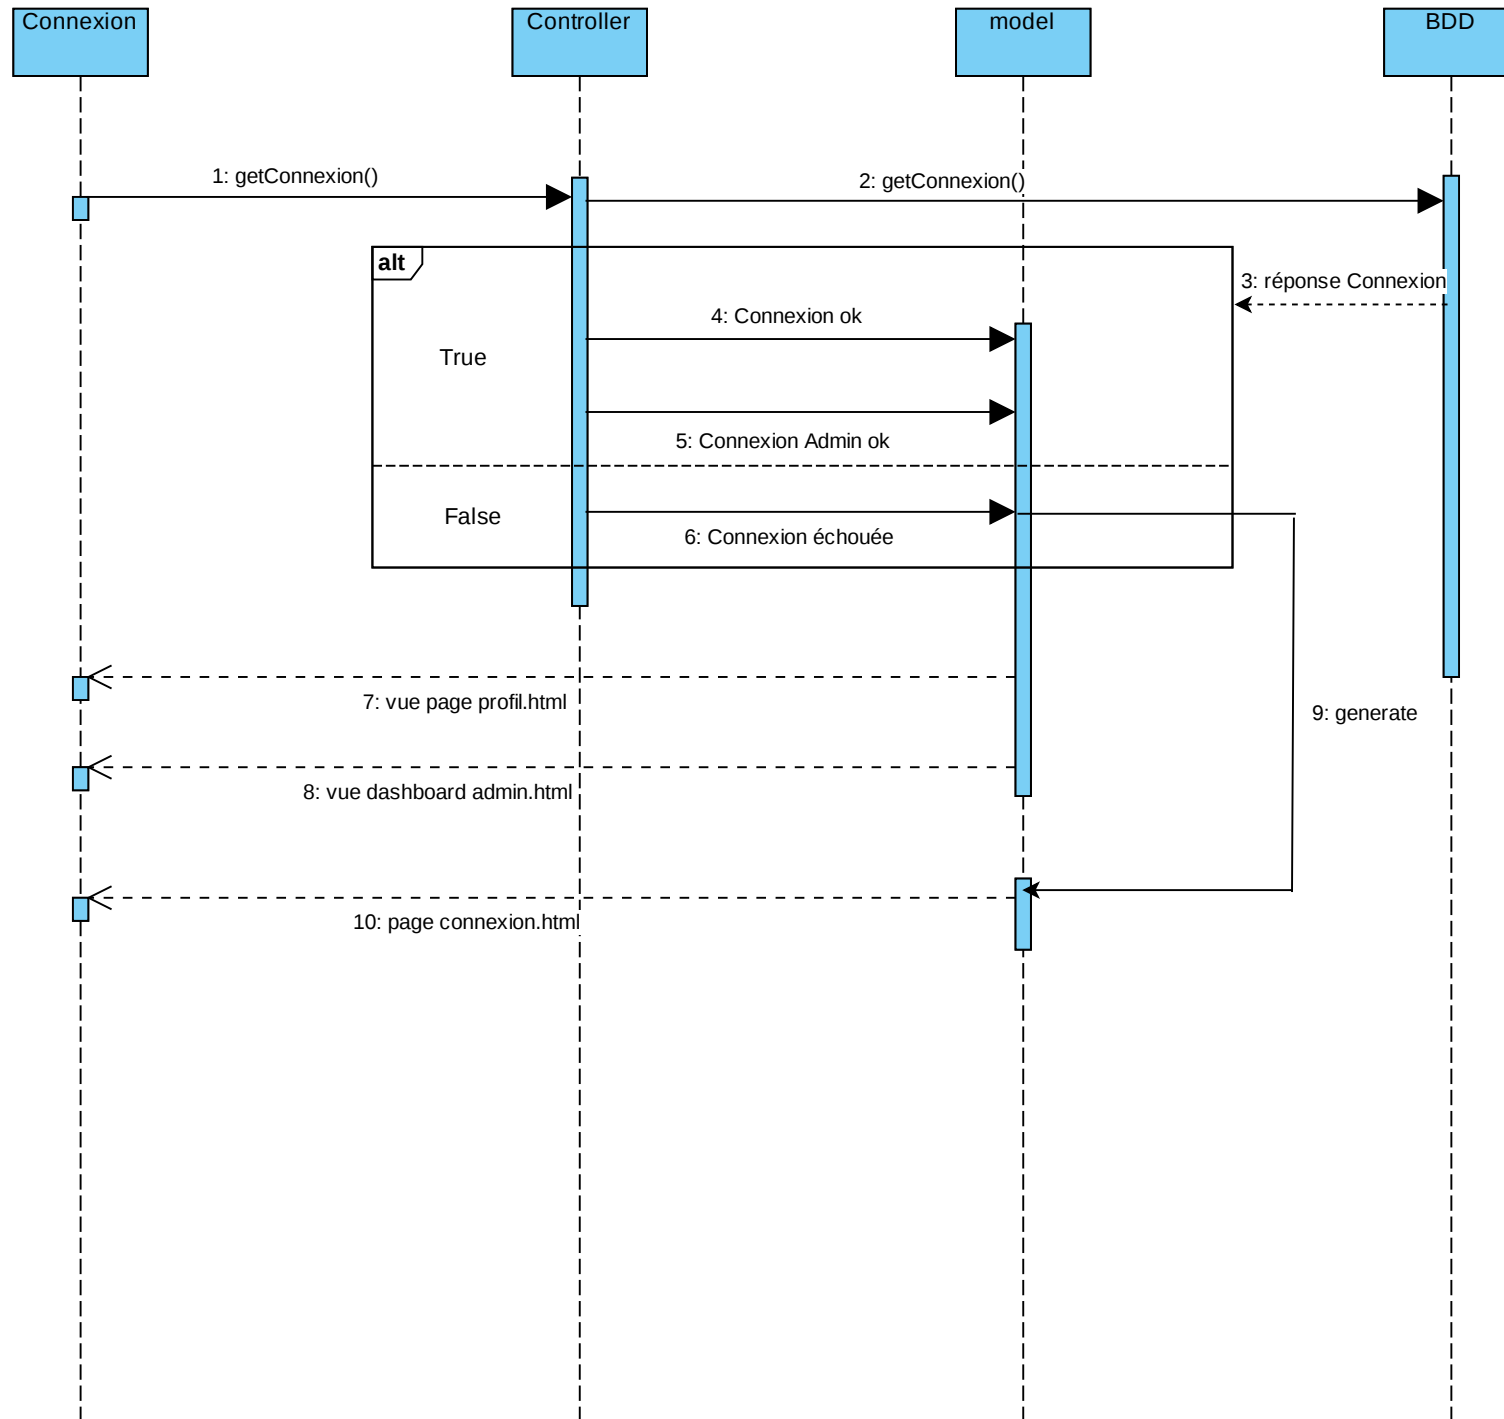 Connexion
Controller
model
BDD
1: getConnexion()
2: getConnexion()
alt
3: réponse Connexion
4: Connexion ok
True
5: Connexion Admin ok
False
6: Connexion échouée
7: vue page profil.html
9: generate
8: vue dashboard admin.html
10: page connexion.html